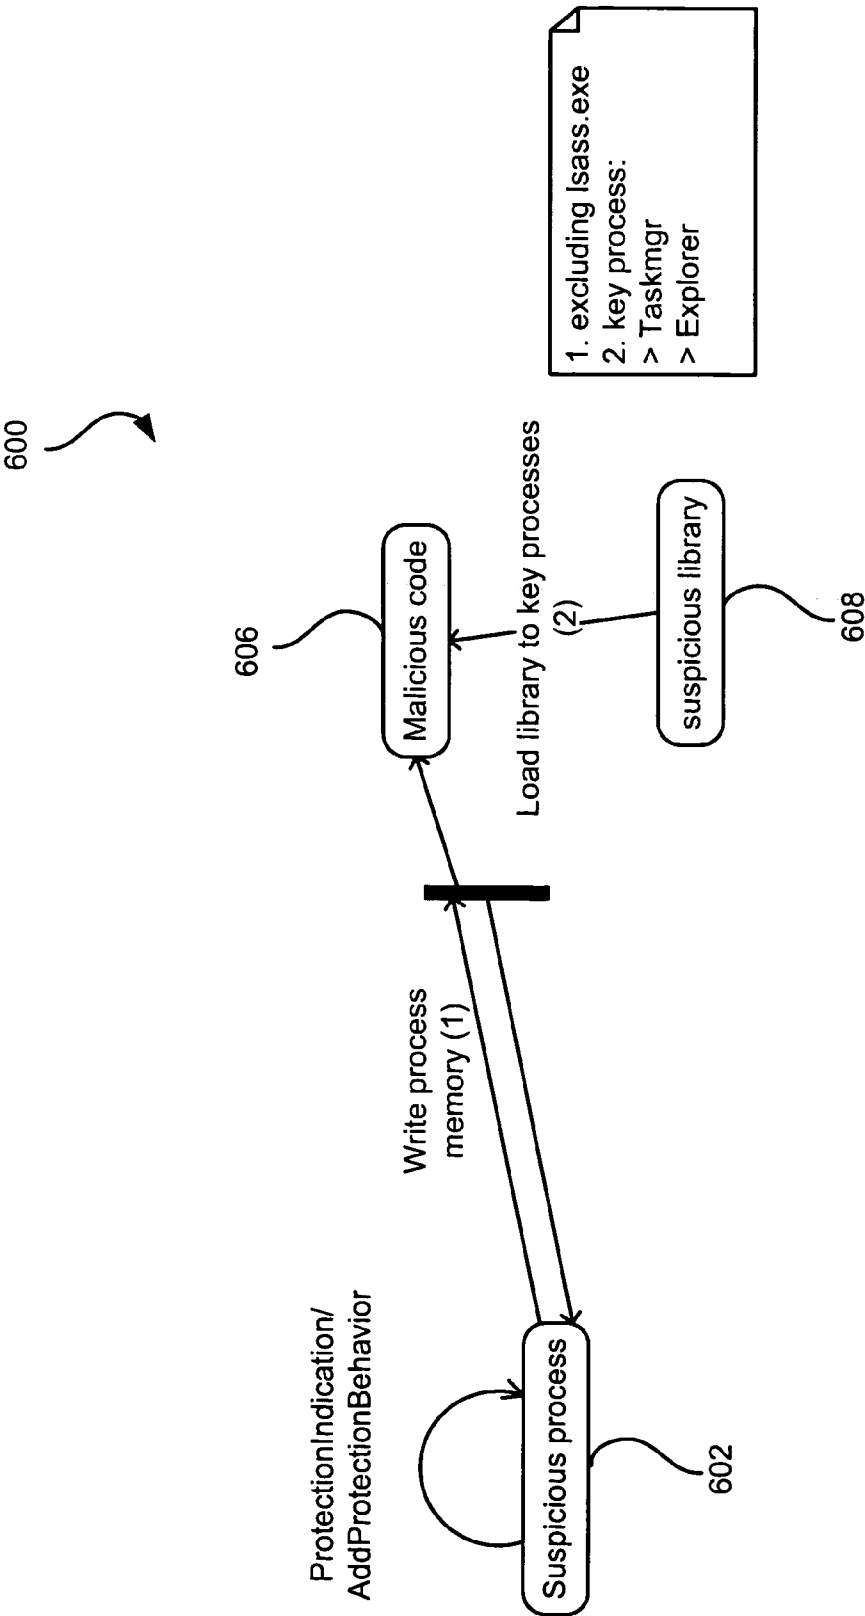 600
ProtectionIndication/
AddProtectionBehavior
Suspicious process
602
Write process
memory (1)
606
Malicious code
Load library to key processes
(2)
suspicious library
608
1. excluding lsass.exe
2. key process:
> Taskmgr
> Explorer